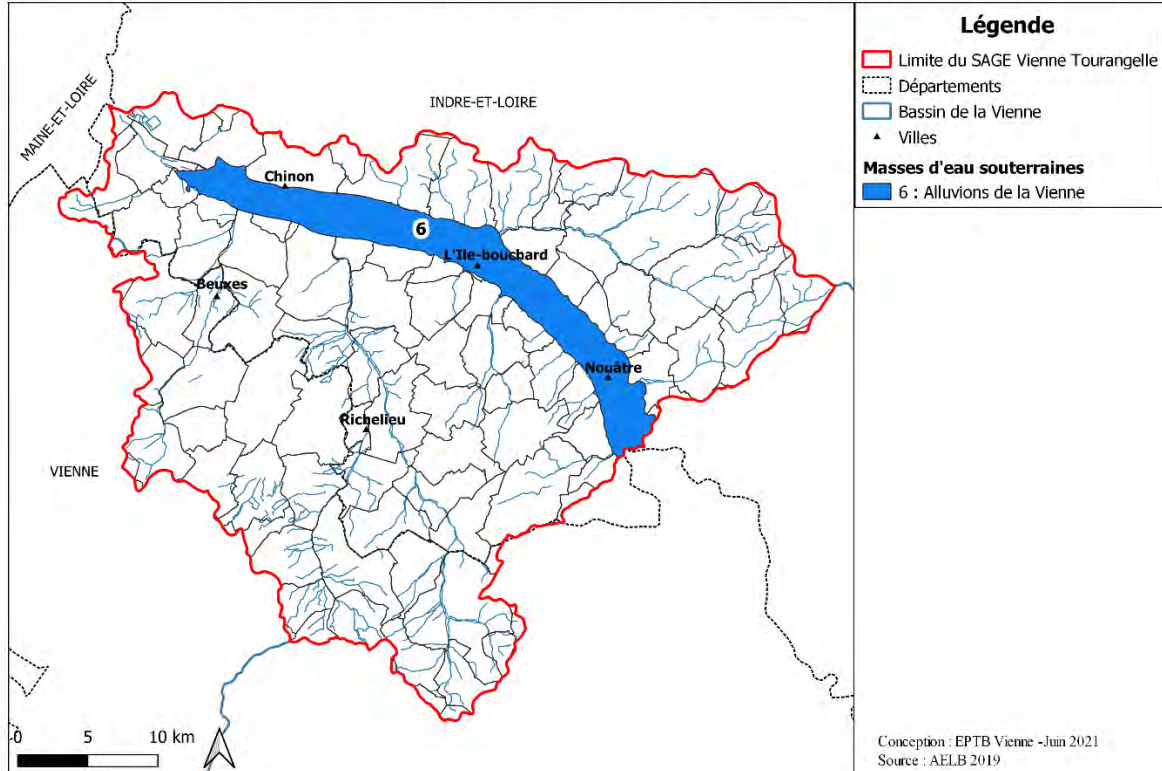 MAINE-ET-LOIRE
INDRE-ET-LOIRE
Chinon
6
L'Ile-bouchard
Beuxes
Nouâtre
Richelieu
VIENNE
0 5 10 km
Légende
Limite du SAGE Vienne Tourangelle
Départements
Bassin de la Vienne
Villes
Masses d'eau souterraines
6 : Alluvions de la Vienne
Conception : EPTB Vienne -Juin 2021
Source : AELB 2019